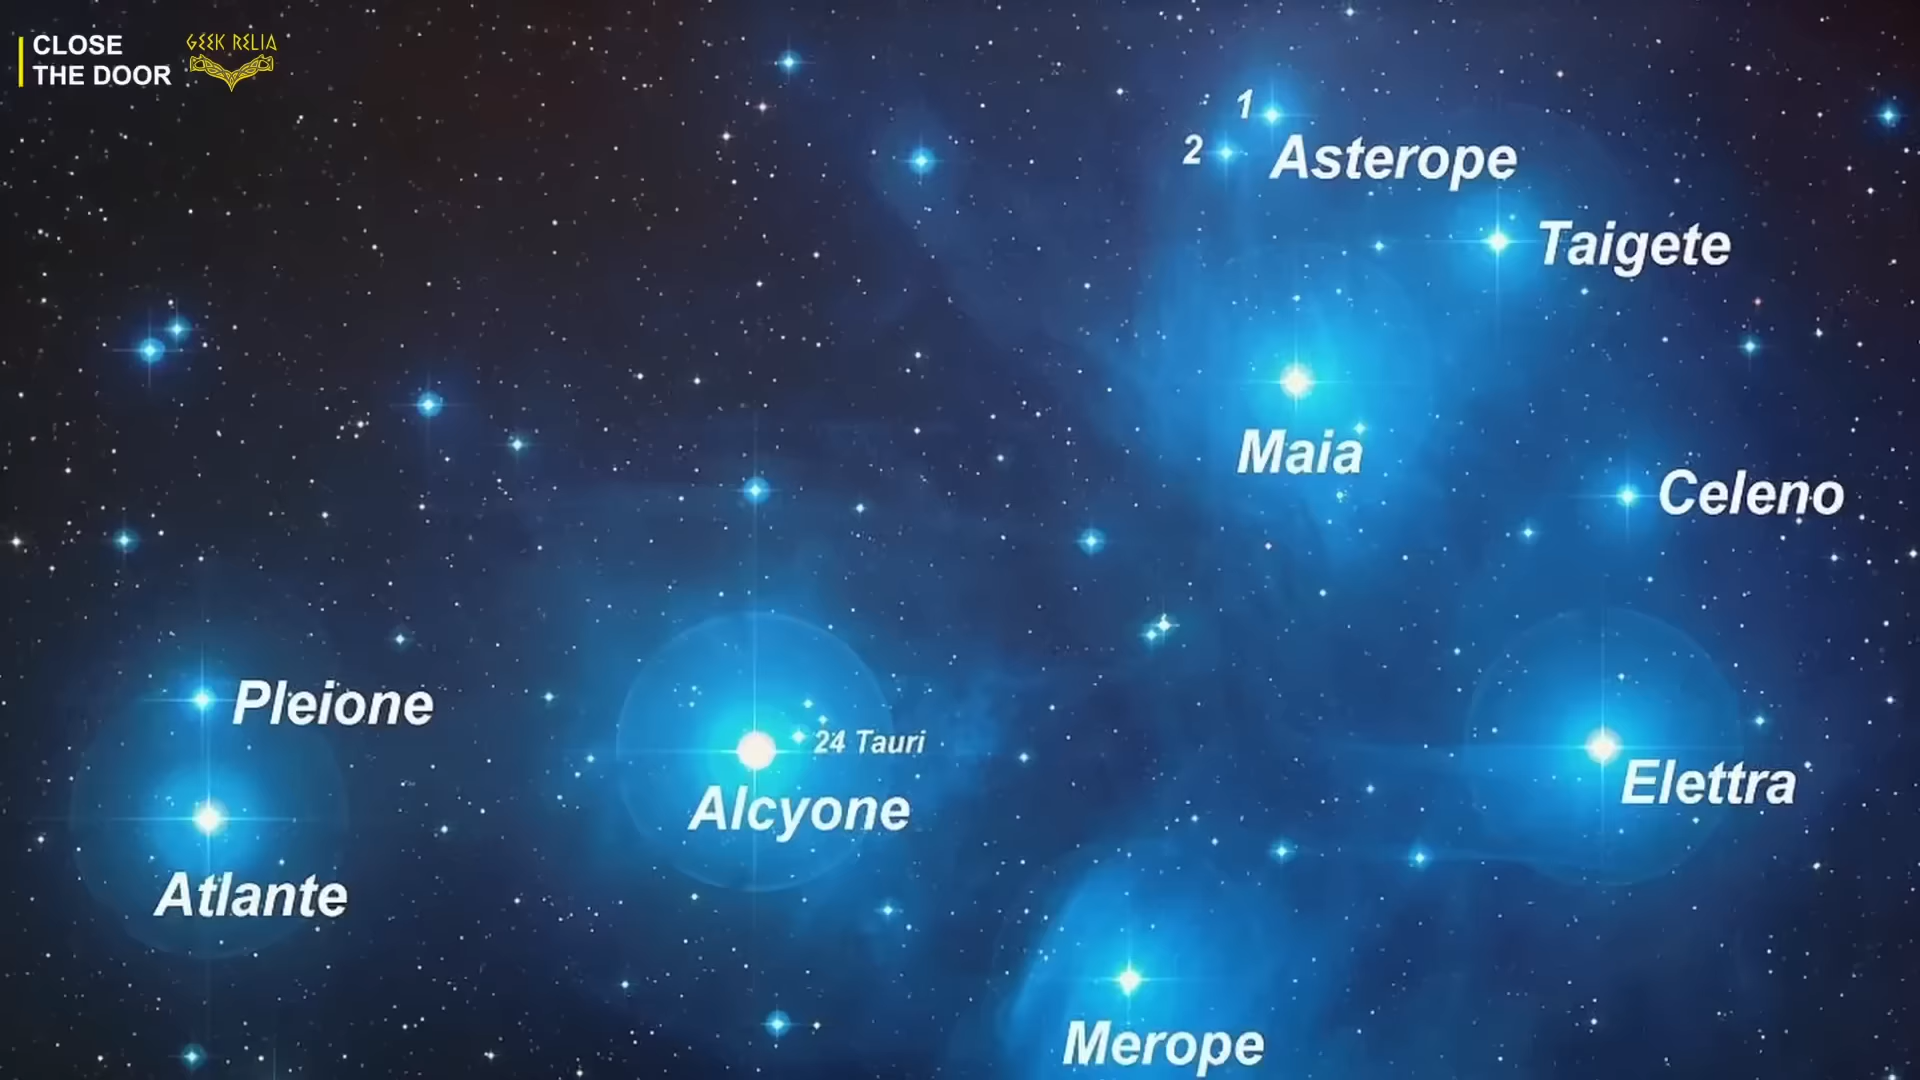 CLOSE
THE DOOR
GEEK RELIA
1
2
Asterope
Taigete
Maia
Celeno
Pleione
24 Tauri
Alcyone
Elettra
Atlante
Merope